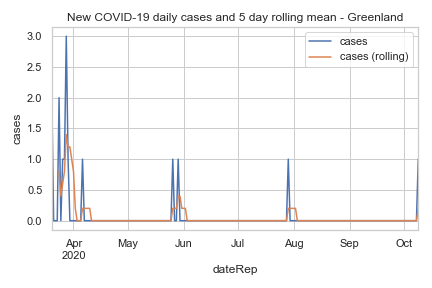 New COVID-19 daily cases and 5 day rolling mean - Greenland
cases
cases (rolling)
3.0
2.5
2.0
1.5
1.0
0.5
0.0
cases
Apr May Jun Jul Aug Sep Oct
2020
dateRep